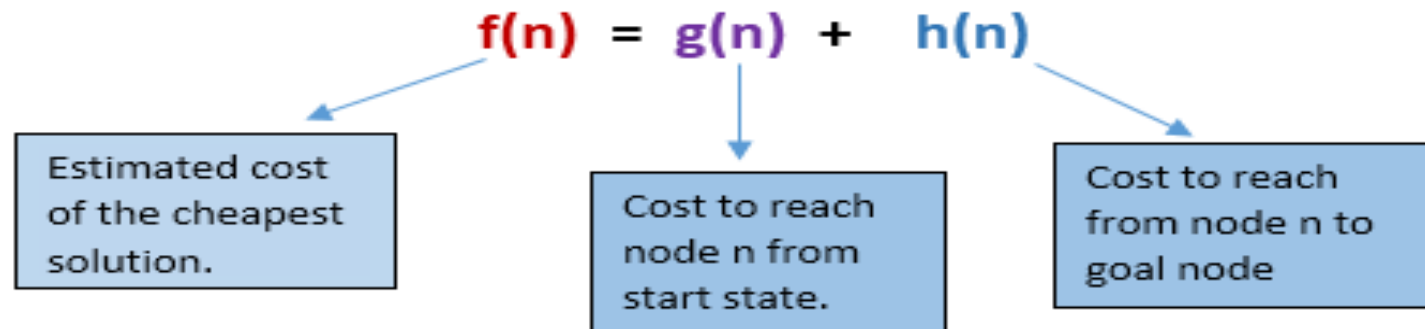 f(n) = g(n) + h(n)
Estimated cost
of the cheapest
solution.
Cost to reach
node n from
start state.
Cost to reach
from node n to
goal node